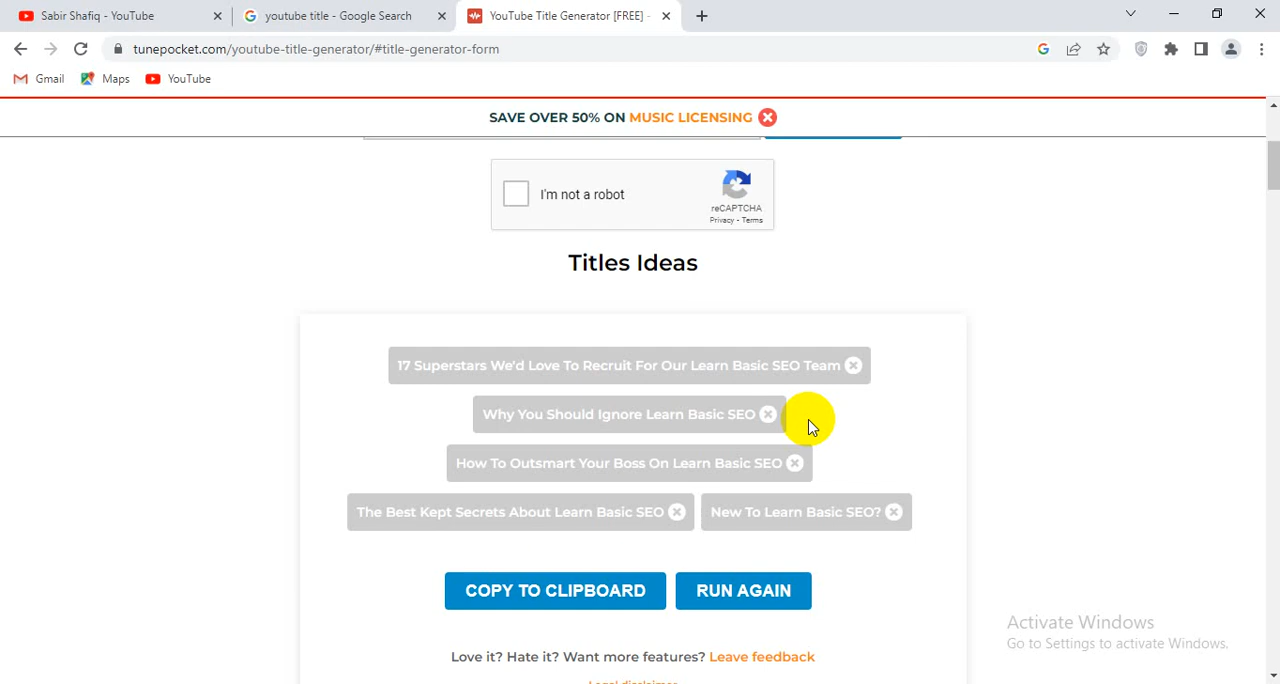 Sabir Shafiq - YouTube
youtube title - Google Search
YouTube Title Generator [FREE] -
tunepocket.com/youtube-title-generator/#title-generator-form
Gmail Maps YouTube
SAVE OVER 50% ON MUSIC LICENSING
I'm not a robot
reCAPTCHA
Privacy - Terms
Titles Ideas
17 Superstars We'd Love To Recruit For Our Learn Basic SEO Team
Why You Should Ignore Learn Basic SEO
How To Outsmart Your Boss On Learn Basic SEO
The Best Kept Secrets About Learn Basic SEO
New To Learn Basic SEO?
COPY TO CLIPBOARD RUN AGAIN
Activate Windows
Go to Settings to activate Windows.
Love it? Hate it? Want more features? Leave feedback
Legal disclaimer